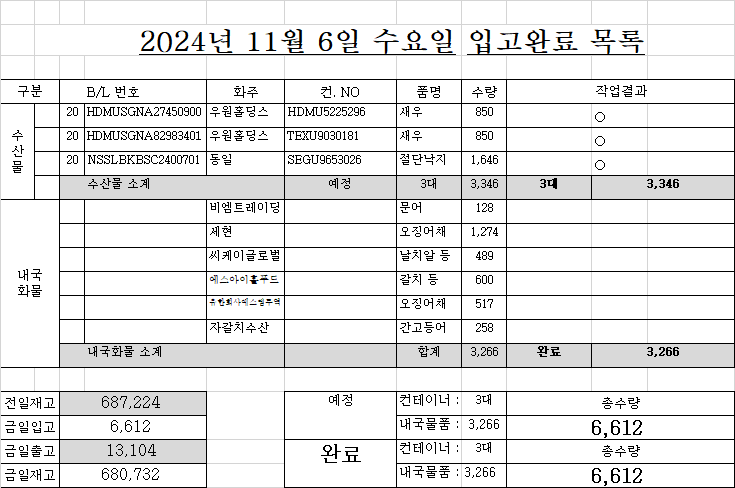 2024년 11월 6일 수요일 입고완료 목록
구분 B/L 번호 화주 컨. NO 품명 수량 작업결과
수산물
20 HDMUSGNA27450900 우원홀딩스 HDMU5225296 새우 850 ○
20 HDMUSGNA82983401 우원홀딩스 TEXU9030181 새우 850 ○
20 NSSLBKBSC2400701 동일 SEGU9653026 절단낙지 1,646 ○
수산물 소계 예정 3대 3,346 3대 3,346
내국화물
비엠트레이딩 문어 128
세현 오징어채 1,274
씨케이글로벌 날치알 등 489
에스아이홀푸드 갈치 등 600
오징어채 517
자갈치수산 간고등어 258
내국화물 소계 합계 3,266 완료 3,266
전일재고 687,224 예정 컨테이너 : 3대 총수량
금일입고 6,612 내국물품 : 3,266 6,612
금일출고 13,104 완료 컨테이너 : 3대 총수량
금일재고 680,732 내국물품 : 3,266 6,612